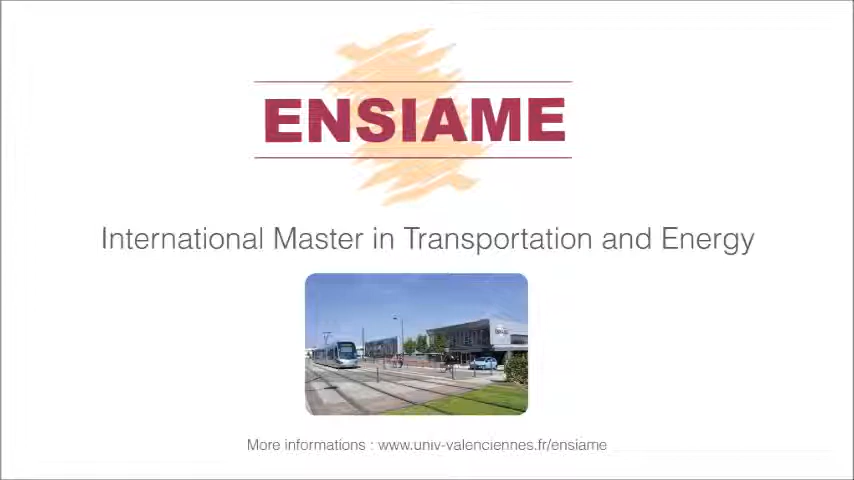 ENSIAME
International Master in Transportation and Energy
More informations : www.univ-valenciennes.fr/ensiame